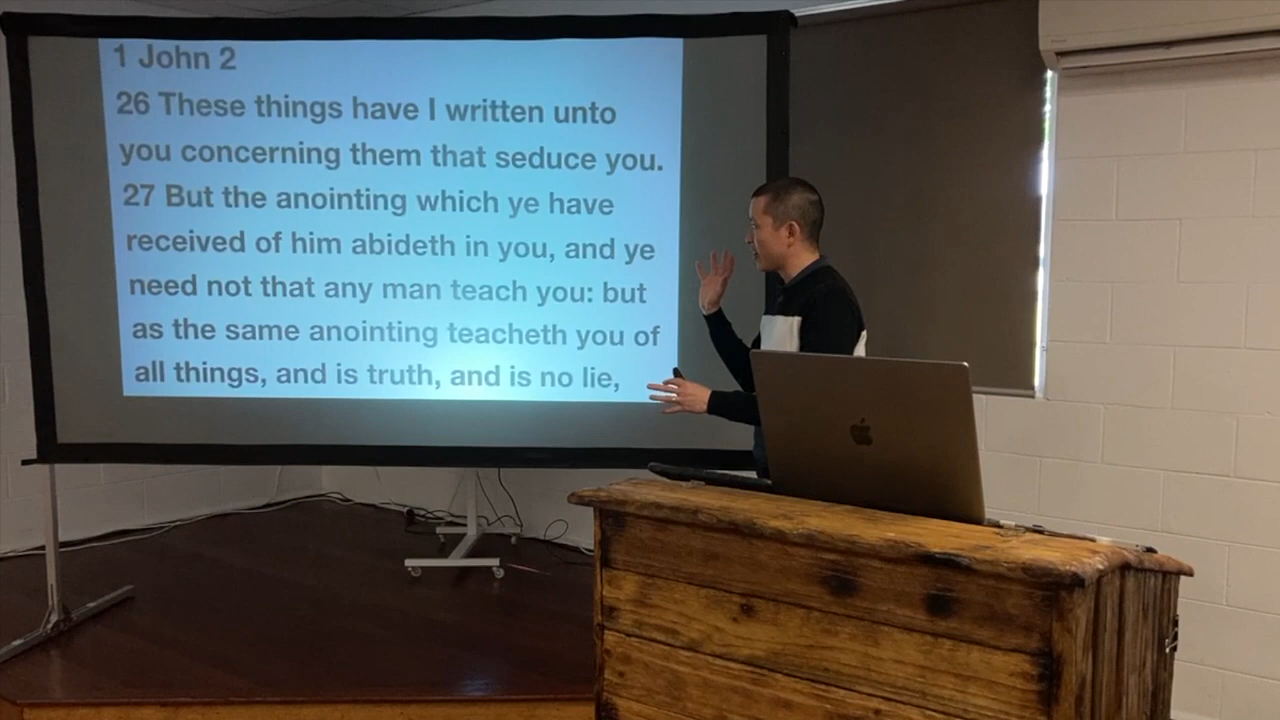 1 John 2
26 These things have I written unto
you concerning them that seduce you.
27 But the anointing which ye have
received of him abideth in you, and ye
need not that any man teach you: but
as the same anointing teacheth you of
all things, and is truth, and is no lie,